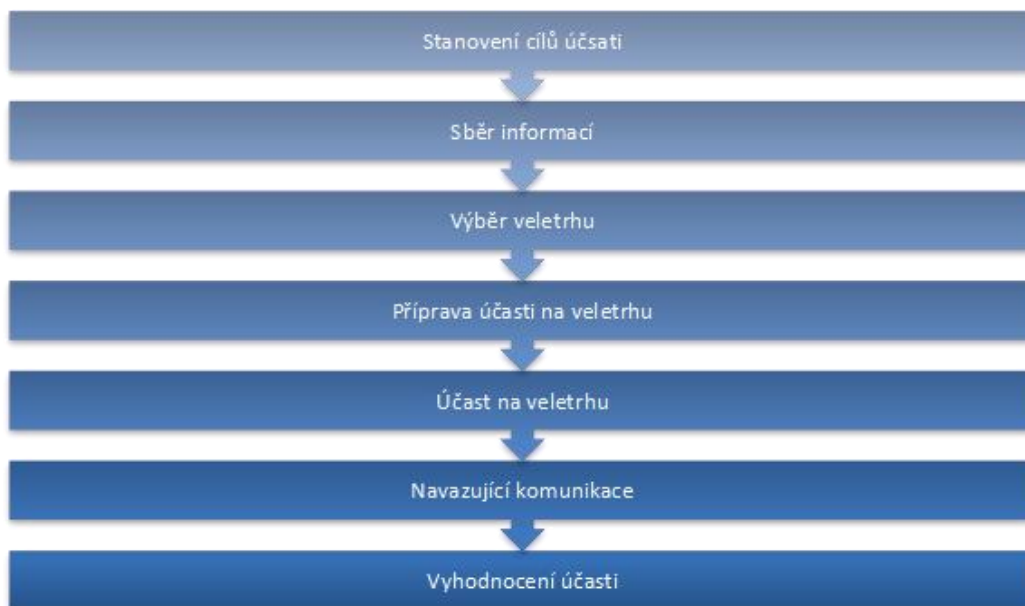 Stanovení cílů účsati
Sběr informací
Výběr veletrhu
Příprava účasti na veletrhu
Účast na veletrhu
Navazující komunikace
Vyhodnocení účasti